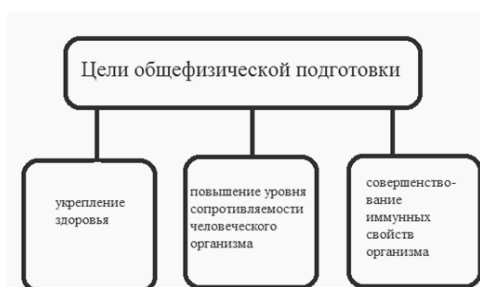 Цели общефизической подготовки
укрепление
здоровья
повышение уровня
сопротивляемости
человеческого
организма
совершенство-
вание
иммунных
свойств
организма